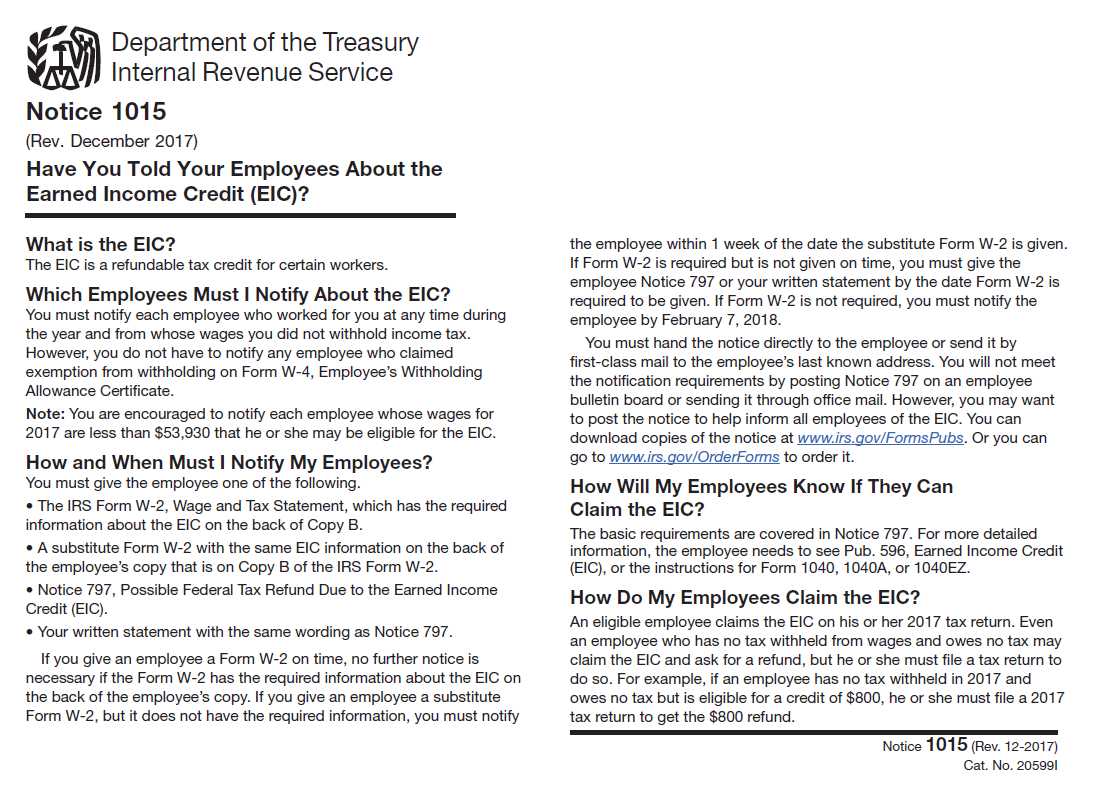 Department of the Treasury
Internal Revenue Service
Notice 1015
(Rev. December 2017)
Have You Told Your Employees About the
Earned Income Credit (EIC)?
What is the EIC?
The EIC is a refundable tax credit for certain workers.
Which Employees Must I Notify About the EIC?
You must notify each employee who worked for you at any time during
the year and from whose wages you did not withhold income tax.
However, you do not have to notify any employee who claimed
exemption from withholding on Form W-4, Employee’s Withholding
Allowance Certificate.
Note: You are encouraged to notify each employee whose wages for
2017 are less than $53,930 that he or she may be eligible for the EIC.
How and When Must I Notify My Employees?
You must give the employee one of the following.
• The IRS Form W-2, Wage and Tax Statement, which has the required
information about the EIC on the back of Copy B.
• A substitute Form W-2 with the same EIC information on the back of
the employee’s copy that is on Copy B of the IRS Form W-2.
• Notice 797, Possible Federal Tax Refund Due to the Earned Income
Credit (EIC).
• Your written statement with the same wording as Notice 797.
If you give an employee a Form W-2 on time, no further notice is
necessary if the Form W-2 has the required information about the EIC on
the back of the employee’s copy. If you give an employee a substitute
Form W-2, but it does not have the required information, you must notify
the employee within 1 week of the date the substitute Form W-2 is given.
If Form W-2 is required but is not given on time, you must give the
employee Notice 797 or your written statement by the date Form W-2 is
required to be given. If Form W-2 is not required, you must notify the
employee by February 7, 2018.
You must hand the notice directly to the employee or send it by
first-class mail to the employee’s last known address. You will not meet
the notification requirements by posting Notice 797 on an employee
bulletin board or sending it through office mail. However, you may want
to post the notice to help inform all employees of the EIC. You can
download copies of the notice at www.irs.gov/FormsPubs. Or you can
go to www.irs.gov/OrderForms to order it.
How Will My Employees Know If They Can
Claim the EIC?
The basic requirements are covered in Notice 797. For more detailed
information, the employee needs to see Pub. 596, Earned Income Credit
(EIC), or the instructions for Form 1040, 1040A, or 1040EZ.
How Do My Employees Claim the EIC?
An eligible employee claims the EIC on his or her 2017 tax return. Even
an employee who has no tax withheld from wages and owes no tax may
claim the EIC and ask for a refund, but he or she must file a tax return to
do so. For example, if an employee has no tax withheld in 2017 and
owes no tax but is eligible for a credit of $800, he or she must file a 2017
tax return to get the $800 refund.
Notice 1015 (Rev. 12-2017)
Cat. No. 20599I